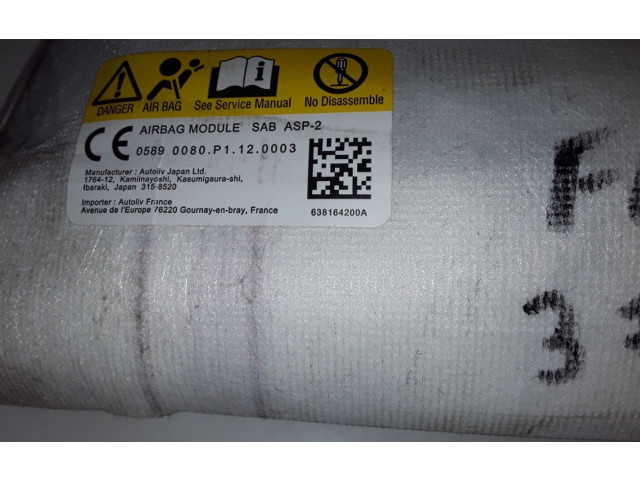 DANGER AIR BAG See Service Manual No Disassemble
AIRBAG MODULE SAB ASP-2
CE 0589 0080.P1.12.0003
Manufacturer : Autoliv Japan Ltd.
1764-12, Kamiinayoshi, Kasumigaura-shi,
Ibaraki, Japan 315-8520
Importer : Autoliv France
Avenue de l'Europe 76220 Gournay-en-bray, France
638164200A
F
3